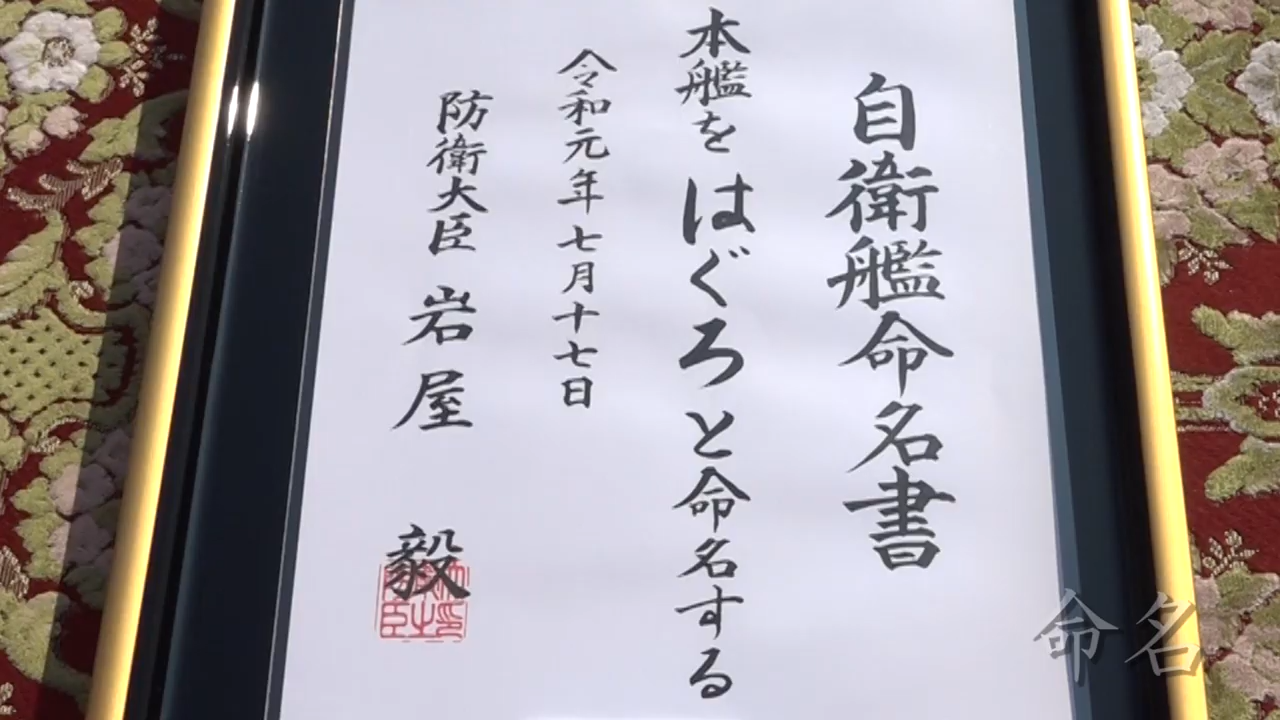 自衛艦命名書
本艦をはぐろと命名する
令和元年七月十七日
防衛大臣 岩屋 毅
命名